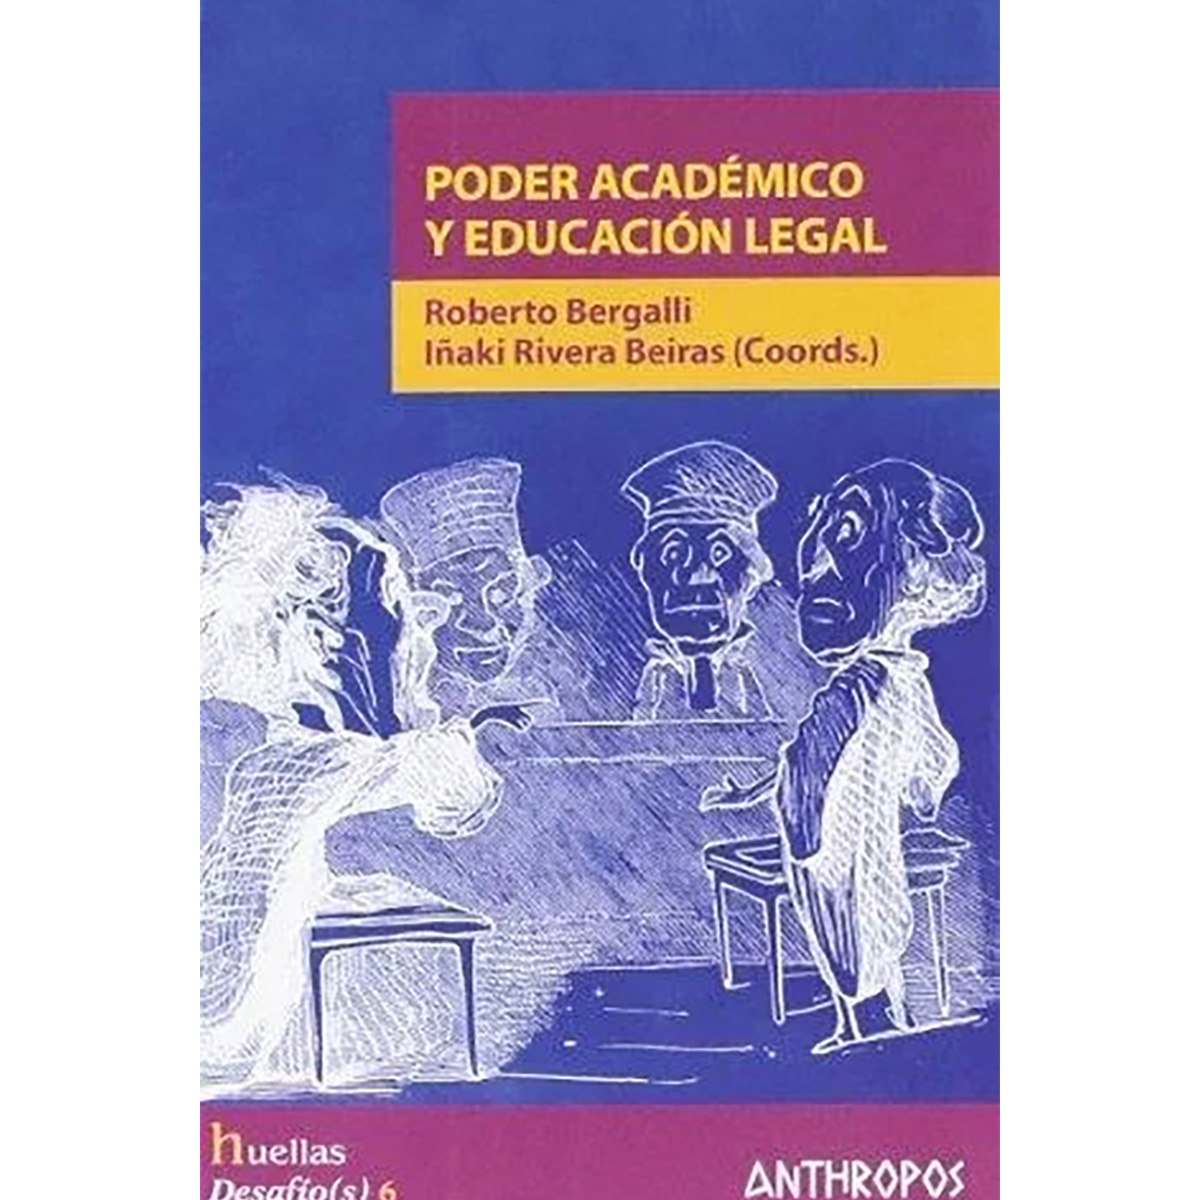 PODER ACADÉMICO
Y EDUCACIÓN LEGAL
Roberto Bergalli
Iñaki Rivera Beiras (Coords.)
huellas
Desafío(s) 6
ANTHROPOS